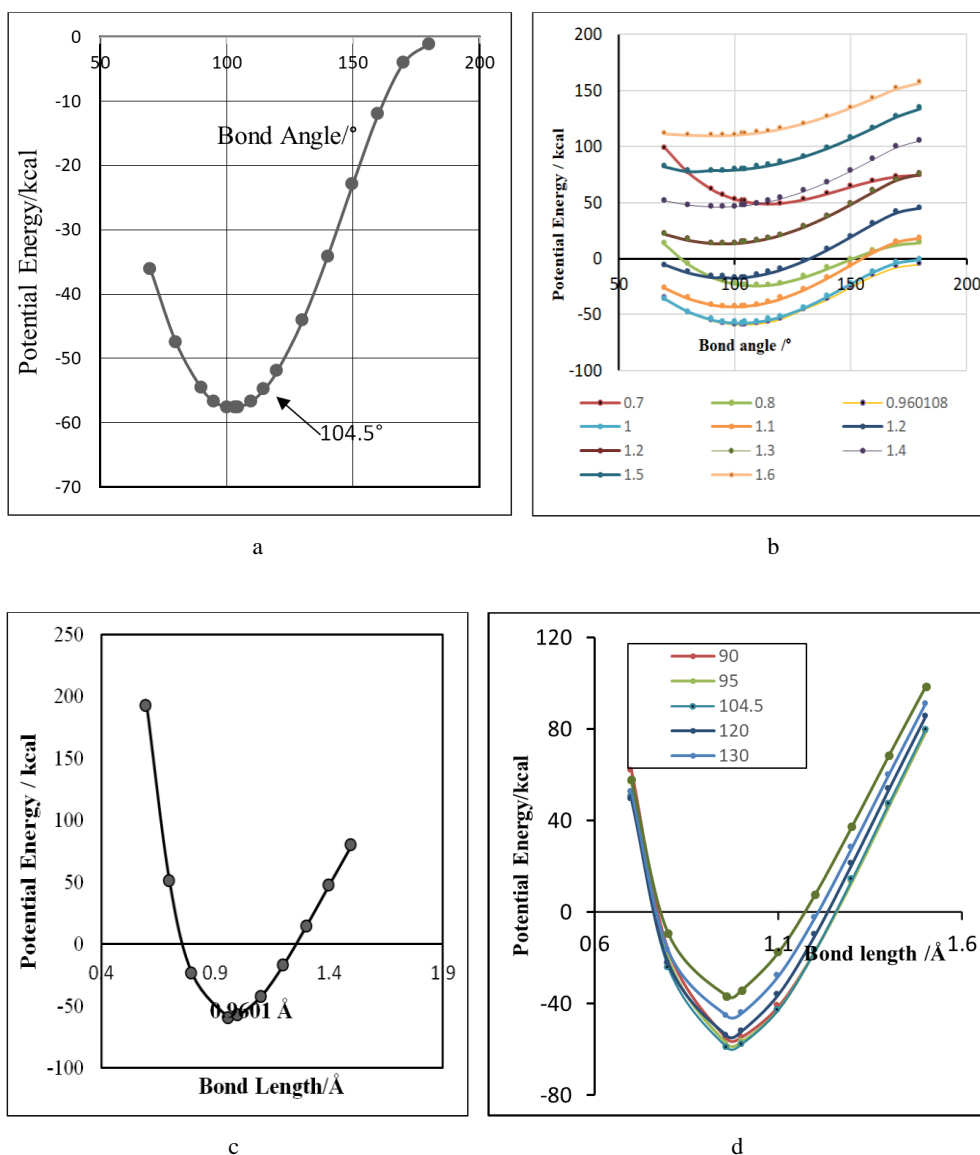 0
50
100
150
200
-10
-20
-30
-40
-50
-60
-70
Bond Angle/°
Potential Energy/kcal
104.5°
a
200
150
100
50
0
-50
-100
50
100
150
200
Potential Energy / kcal
Bond angle /°
0.7 0.8 0.960108
1 1.1 1.2
1.2 1.3 1.4
1.5 1.6
b
250
200
150
100
50
0
-50
-100
0.4 0.9 1.4 1.9
Potential Energy / kcal
0.9601 Å
Bond Length/Å
c
120
80
40
0
-40
-80
0.6 1.1 1.6
Potential Energy/kcal
Bond length /Å
90
95
104.5
120
130
d